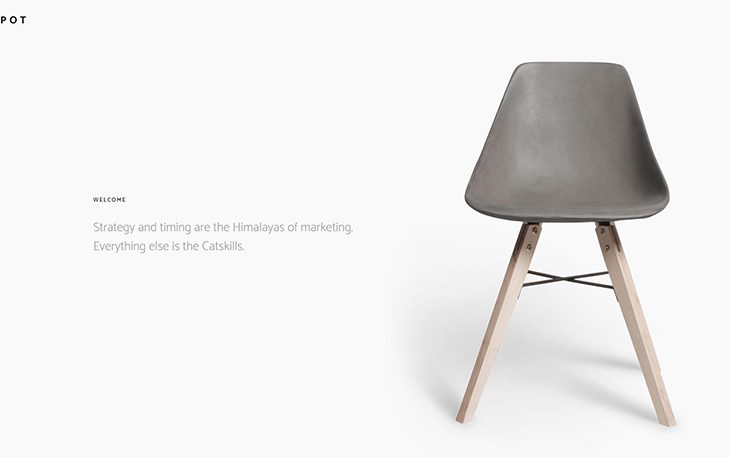 POT
WELCOME
Strategy and timing are the Himalayas of marketing.
Everything else is the Catskills.